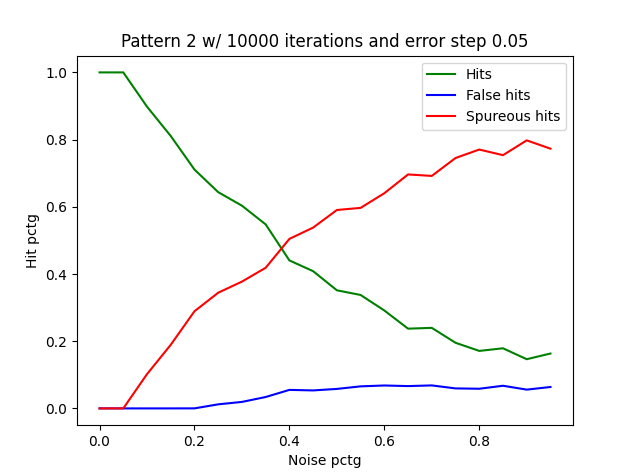 Pattern 2 w/ 10000 iterations and error step 0.05
Hits
False hits
Spureous hits
Hit pctg
1.0
0.8
0.6
0.4
0.2
0.0
0.0 0.2 0.4 0.6 0.8
Noise pctg